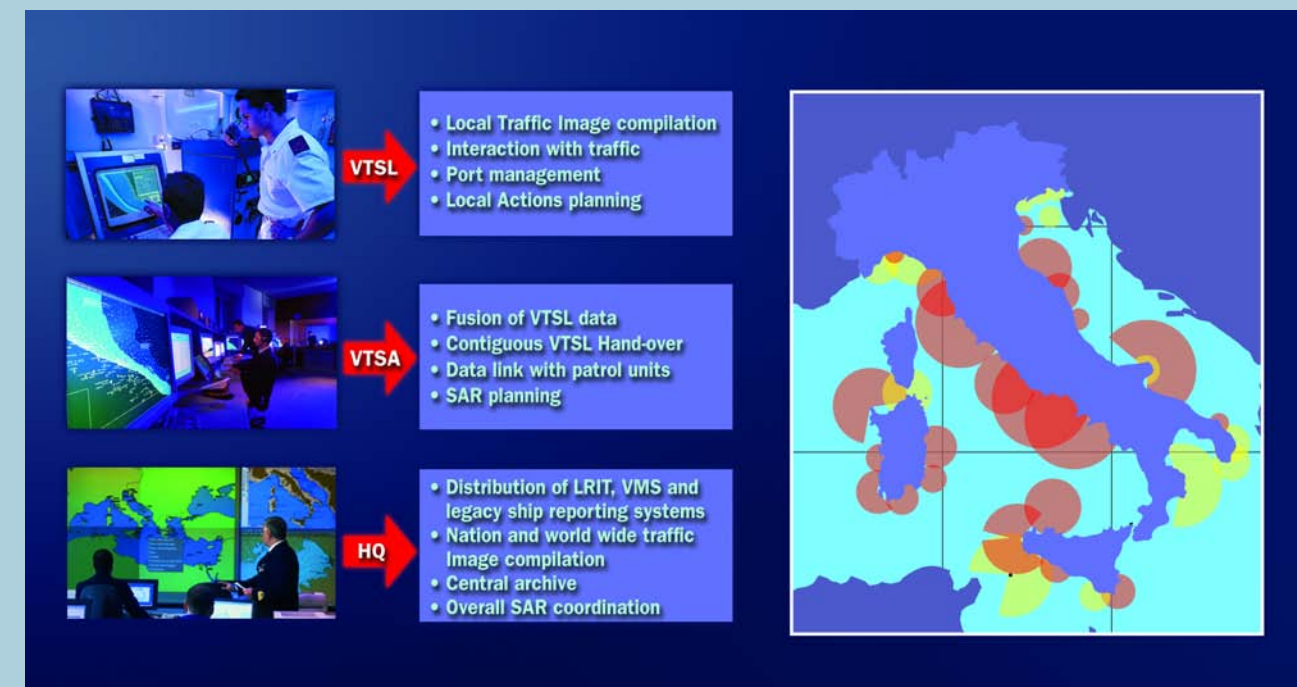 VTSL
• Local Traffic Image compilation
• Interaction with traffic
• Port management
• Local Actions planning
VTSA
• Fusion of VTSL data
• Contiguous VTSL Hand-over
• Data link with patrol units
• SAR planning
HQ
• Distribution of LRIT, VMS and
legacy ship reporting systems
• Nation and world wide traffic
Image compilation
• Central archive
• Overall SAR coordination